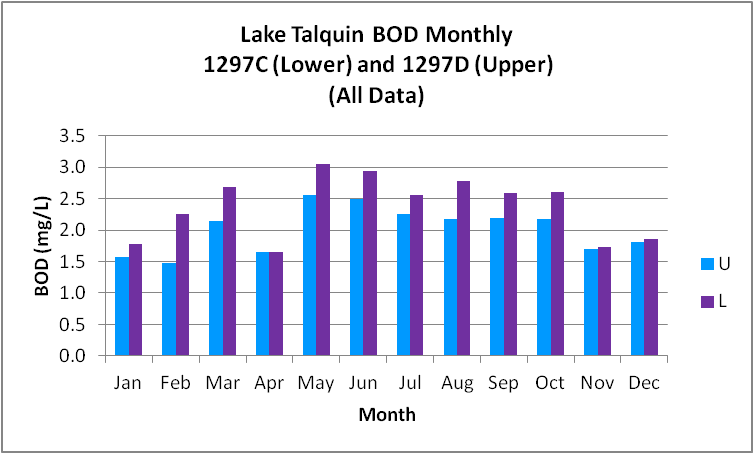 Lake Talquin BOD Monthly
1297C (Lower) and 1297D (Upper)
(All Data)
BOD (mg/L)
3.5
3.0
2.5
2.0
1.5
1.0
0.5
0.0
Jan Feb Mar Apr May Jun Jul Aug Sep Oct Nov Dec
Month
U
L